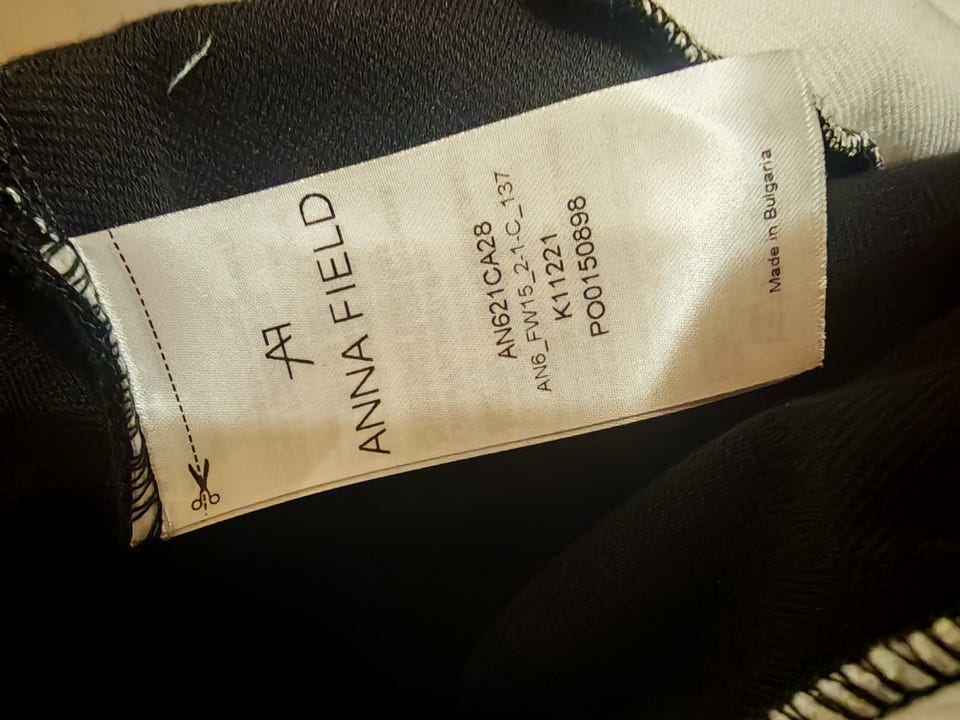 AF
ANNA FIELD
AN621CA28
AN6_FW15_2-1-C_137
K11221
PO0150898
Made in Bulgaria